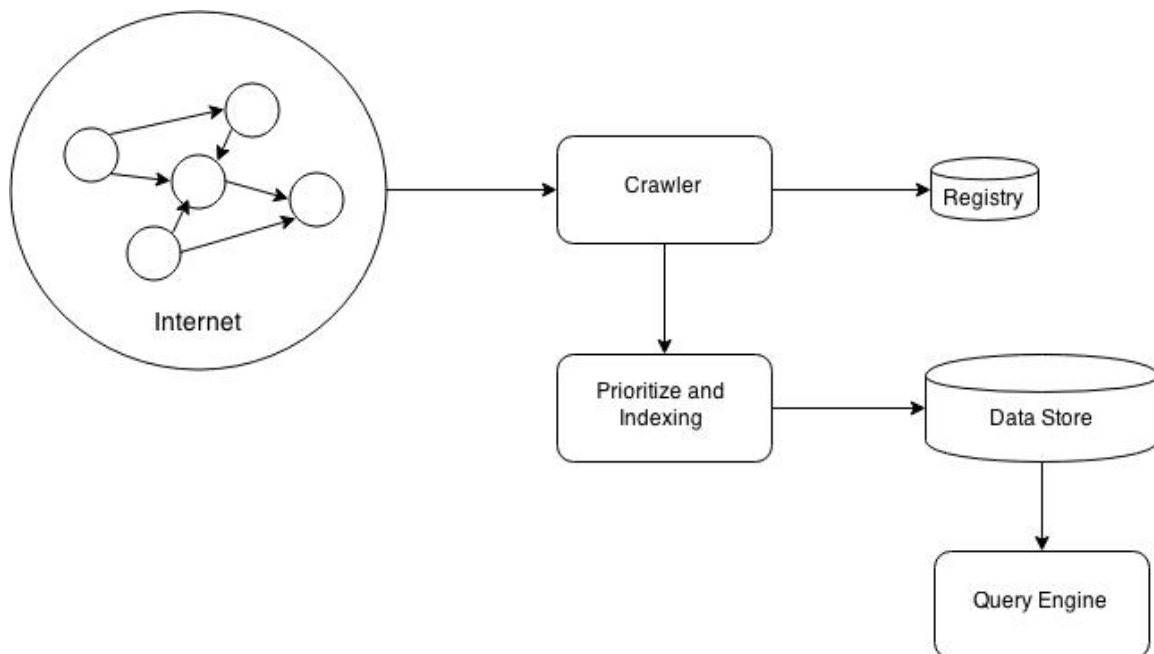 Internet
Crawler
Registry
Prioritize and
Indexing
Data Store
Query Engine